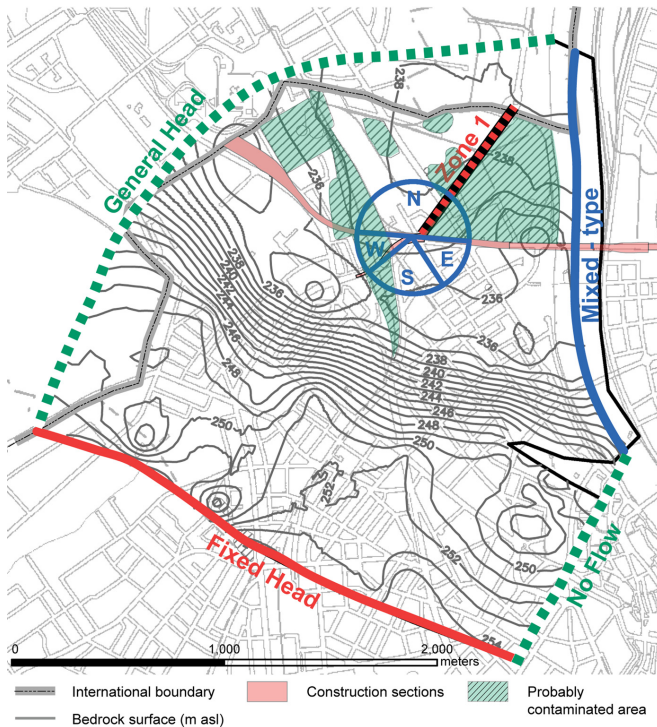 238
General Head
236
Zone 1
238
N
W
E
S
236
236
238
240
242
244
246
248
238
240
242
244
246
248
250
250
252
252
250
254
Mixed - type
Fixed Head
No Flow
0 1,000 2,000
meters
International boundary
Construction sections
Probably
contaminated area
Bedrock surface (m asl)